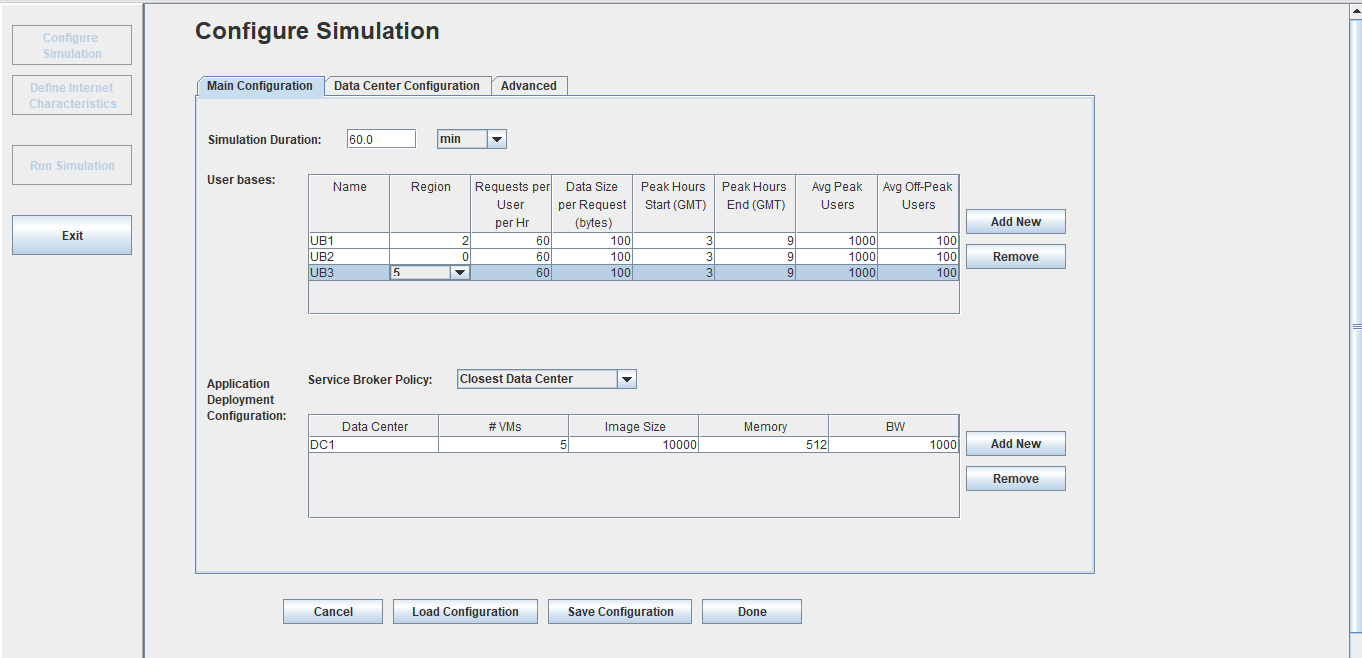 Configure Simulation
Configure
Simulation
Define Internet
Characteristics
Run Simulation
Exit
Main Configuration Data Center Configuration Advanced
Simulation Duration: 60.0 min
User bases:
Name Region Requests per User per Hr Data Size per Request (bytes) Peak Hours Start (GMT) Peak Hours End (GMT) Avg Peak Users Avg Off-Peak Users
UB1 2 60 100 3 9 1000 100
UB2 0 60 100 3 9 1000 100
UB3 5 60 100 3 9 1000 100
Add New
Remove
Application
Deployment
Configuration:
Service Broker Policy: Closest Data Center
Data Center # VMs Image Size Memory BW
DC1 5 10000 512 1000
Add New
Remove
Cancel Load Configuration Save Configuration Done